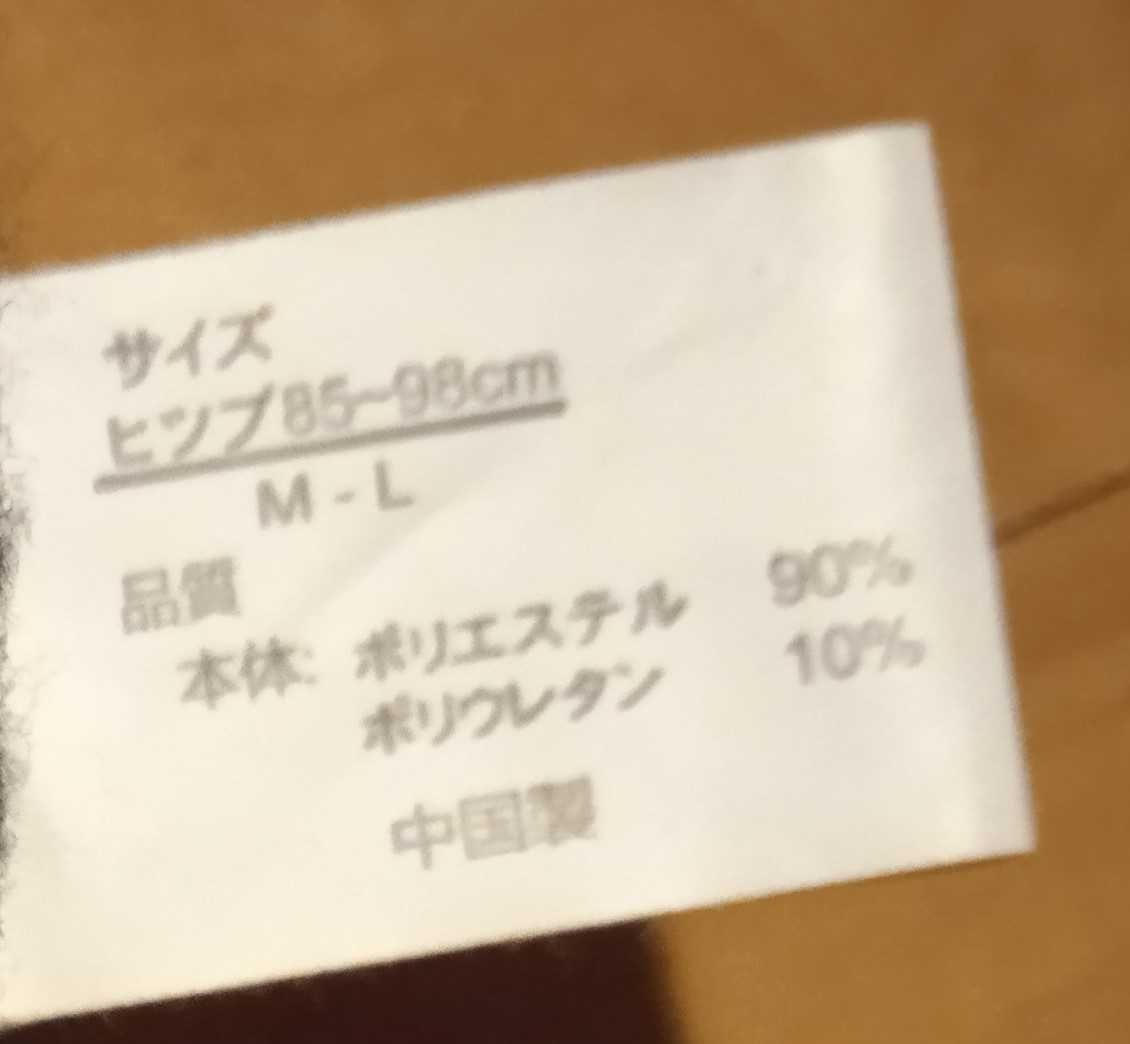 サイズ
ヒップ85~98cm
M - L
品質
本体: ポリエステル 90%
ポリウレタン 10%
中国製